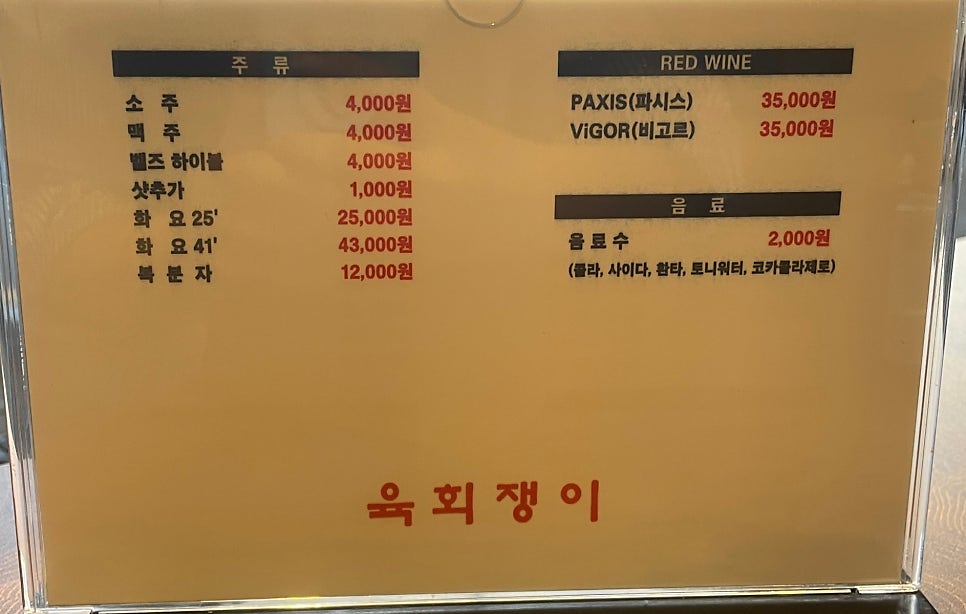 주 류
소 주 4,000원
맥 주 4,000원
벨즈 하이볼 4,000원
샷추가 1,000원
화 요 25' 25,000원
화 요 41' 43,000원
복 분 자 12,000원
RED WINE
PAXIS(파시스) 35,000원
ViGOR(비고르) 35,000원
음 료
음 료 수 2,000원
(콜라, 사이다, 환타, 토니워터, 코카콜라제로)
육회쟁이